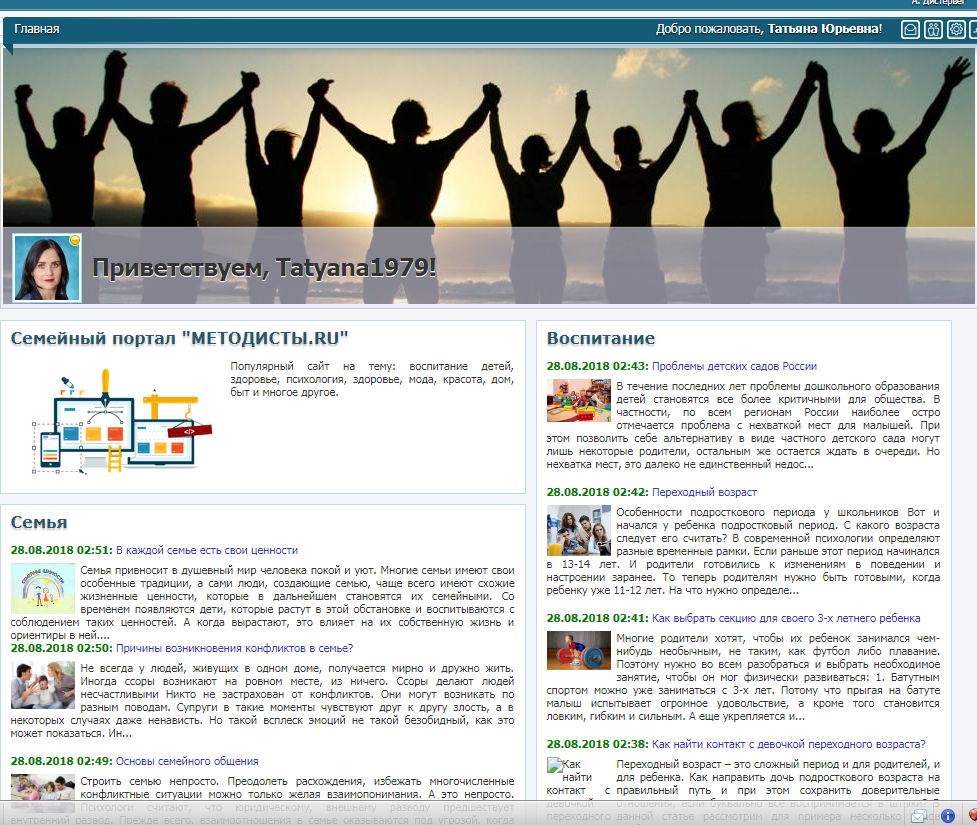 А. Дистервег
Главная
Добро пожаловать, Татьяна Юрьевна!
Приветствуем, Tatyana1979!
Семейный портал "МЕТОДИСТЫ.RU"
Популярный сайт на тему: воспитание детей,
здоровье, психология, здоровье, мода, красота, дом,
быт и многое другое.
Семья
28.08.2018 02:51: В каждой семье есть свои ценности
Семья привносит в душевный мир человека покой и уют. Многие семьи имеют свои
особенные традиции, а сами люди, создающие семью, чаще всего имеют схожие
жизненные ценности, которые в дальнейшем становятся их семейными. Со
временем появляются дети, которые растут в этой обстановке и воспитываются с
соблюдением таких ценностей. А когда вырастают, это влияет на их собственную жизнь и
ориентиры в ней....
28.08.2018 02:50: Причины возникновения конфликтов в семье?
Не всегда у людей, живущих в одном доме, получается мирно и дружно жить.
Иногда ссоры возникают на ровном месте, из ничего. Ссоры делают людей
несчастливыми Никто не застрахован от конфликтов. Они могут возникать по
разным поводам. Супруги в такие моменты чувствуют друг к другу злость, а в
некоторых случаях даже ненависть. Но такой всплеск эмоций не такой безобидный, как это
может показаться. Ин...
28.08.2018 02:49: Основы семейного общения
Строить семью непросто. Преодолеть расхождения, избежать многочисленные
конфликтные ситуации можно только желая взаимопонимания. А это непросто.
Психологи считают, что юридическому, внешнему разводу предшествует
внутренний развод. Прежде всего, взаимоотношения в семье оказываются под угрозой, когда
Воспитание
28.08.2018 02:43: Проблемы детских садов России
В течение последних лет проблемы дошкольного образования
детей становятся все более критичными для общества. В
частности, по всем регионам России наиболее остро
отмечается проблема с нехваткой мест для малышей. При
этом позволить себе альтернативу в виде частного детского сада могут
лишь некоторые родители, остальным же остается ждать в очереди. Но
нехватка мест, это далеко не единственный недос...
28.08.2018 02:42: Переходный возраст
Особенности подросткового периода у школьников Вот и
начался у ребенка подростковый период. С какого возраста
следует его считать? В современной психологии определяют
разные временные рамки. Если раньше этот период начинался
в 13-14 лет. И родители готовились к изменениям в поведении и
настроении заранее. То теперь родителям нужно быть готовыми, когда
ребенку уже 11-12 лет. На что нужно определе...
28.08.2018 02:41: Как выбрать секцию для своего 3-х летнего ребенка
Многие родители хотят, чтобы их ребенок занимался чем-
нибудь необычным, не таким, как футбол либо плавание.
Поэтому нужно во всем разобраться и выбрать необходимое
занятие, чтобы он мог физически развиваться: 1. Батутным
спортом можно уже заниматься с 3-х лет. Потому что прыгая на батуте
малыш испытывает огромное удовольствие, а кроме того становится
ловким, гибким и сильным. А еще укрепляется и...
28.08.2018 02:38: Как найти контакт с девочкой переходного возраста?
Как
найти
контакт с
девочкой
Переходный возраст – это сложный период и для родителей, и
для ребенка. Как направить дочь подросткового возраста на
правильный путь и при этом сохранить доверительные
отношения, если буквально все воспринимается в штыки? В
переходного данной статье рассмотрим для примера несколько